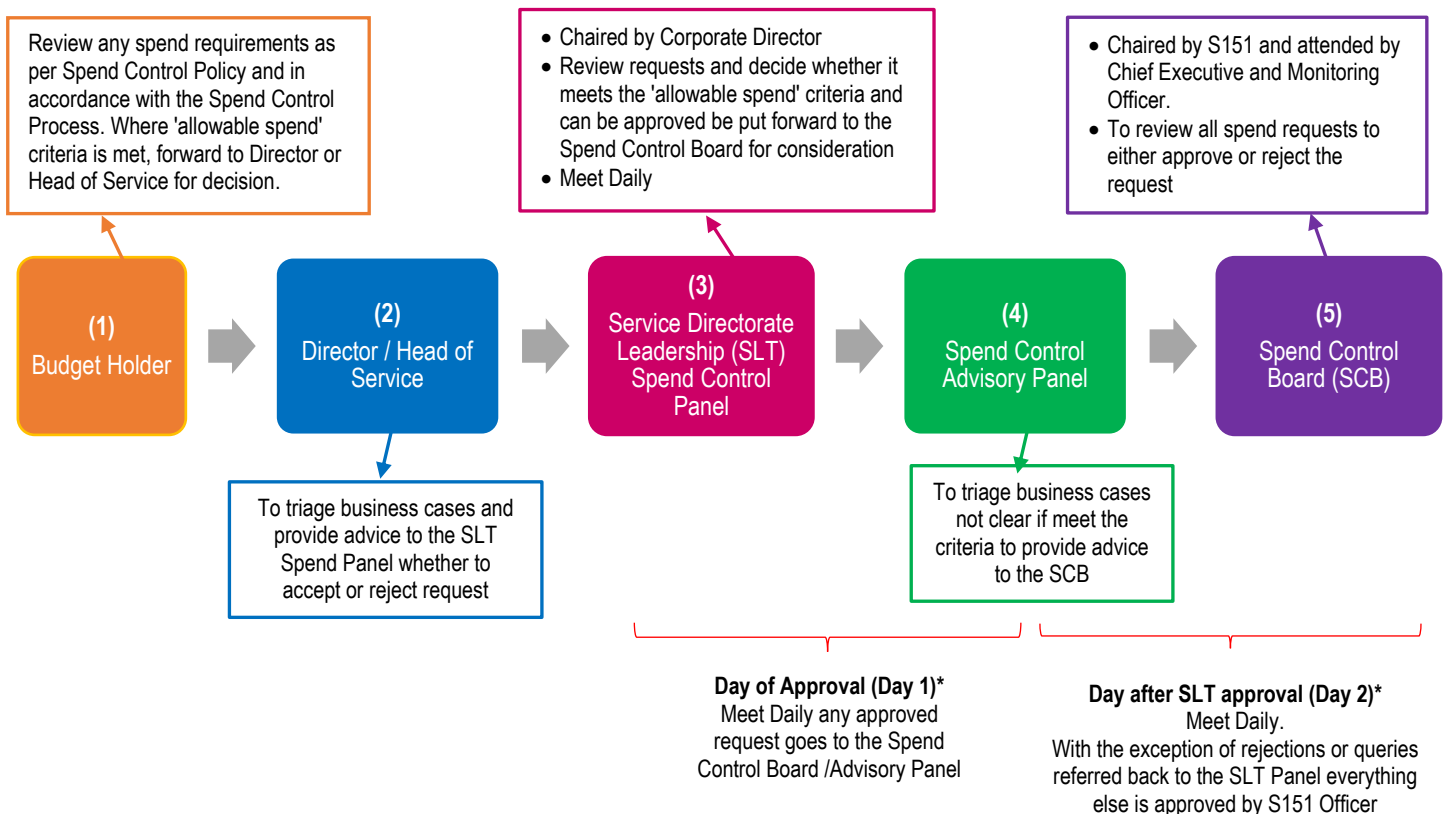 Review any spend requirements as
per Spend Control Policy and in
accordance with the Spend Control
Process. Where 'allowable spend'
criteria is met, forward to Director or
Head of Service for decision.
• Chaired by Corporate Director
• Review requests and decide whether it
meets the 'allowable spend' criteria and
can be approved be put forward to the
Spend Control Board for consideration
• Meet Daily
• Chaired by S151 and attended by
Chief Executive and Monitoring
Officer.
• To review all spend requests to
either approve or reject the
request
(1)
Budget Holder
(2)
Director / Head of
Service
(3)
Service Directorate
Leadership (SLT)
Spend Control
Panel
(4)
Spend Control
Advisory Panel
(5)
Spend Control
Board (SCB)
To triage business cases and
provide advice to the SLT
Spend Panel whether to
accept or reject request
To triage business cases
not clear if meet the
criteria to provide advice
to the SCB
Day of Approval (Day 1)*
Meet Daily any approved
request goes to the Spend
Control Board /Advisory Panel
Day after SLT approval (Day 2)*
Meet Daily.
With the exception of rejections or queries
referred back to the SLT Panel everything
else is approved by S151 Officer